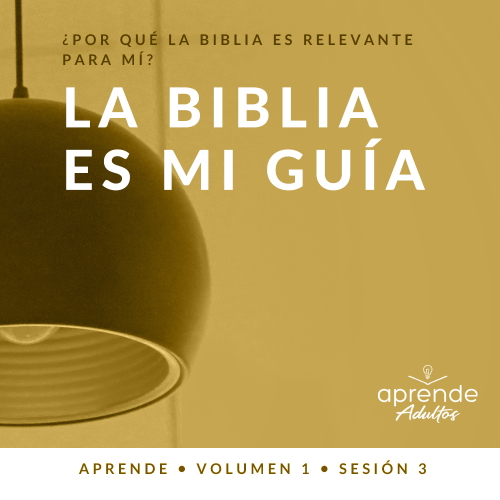 ¿POR QUÉ LA BIBLIA ES RELEVANTE
PARA MÍ?
LA BIBLIA
ES MI GUÍA
aprende
Adultos
APRENDE • VOLUMEN 1 • SESIÓN 3